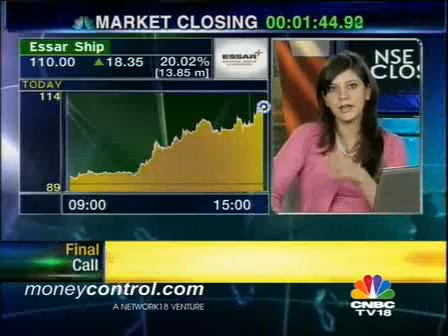 MARKET CLOSING 00:01:44.92
Essar Ship
110.00 ▲ 18.35 20.02%
[13.85 m]
ESSAR
TODAY
114
89
09:00 15:00
NSE
CLOS
Final
Call
moneycontrol.com
A NETWORK18 VENTURE
CNBC
TV18